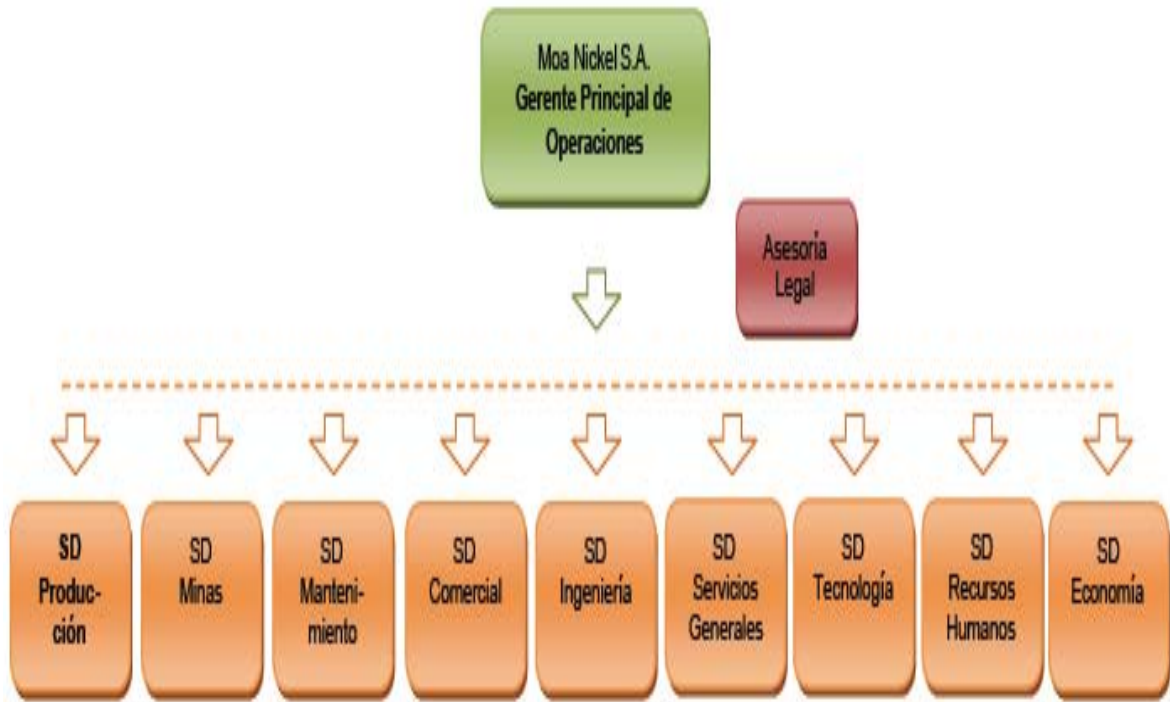 Moa Nickel S.A.
Gerente Principal de
Operaciones
Asesoría
Legal
SD
Produc-
ción
SD
Minas
SD
Manteni-
miento
SD
Comercial
SD
Ingeniería
SD
Servicios
Generales
SD
Tecnología
SD
Recursos
Humanos
SD
Economía